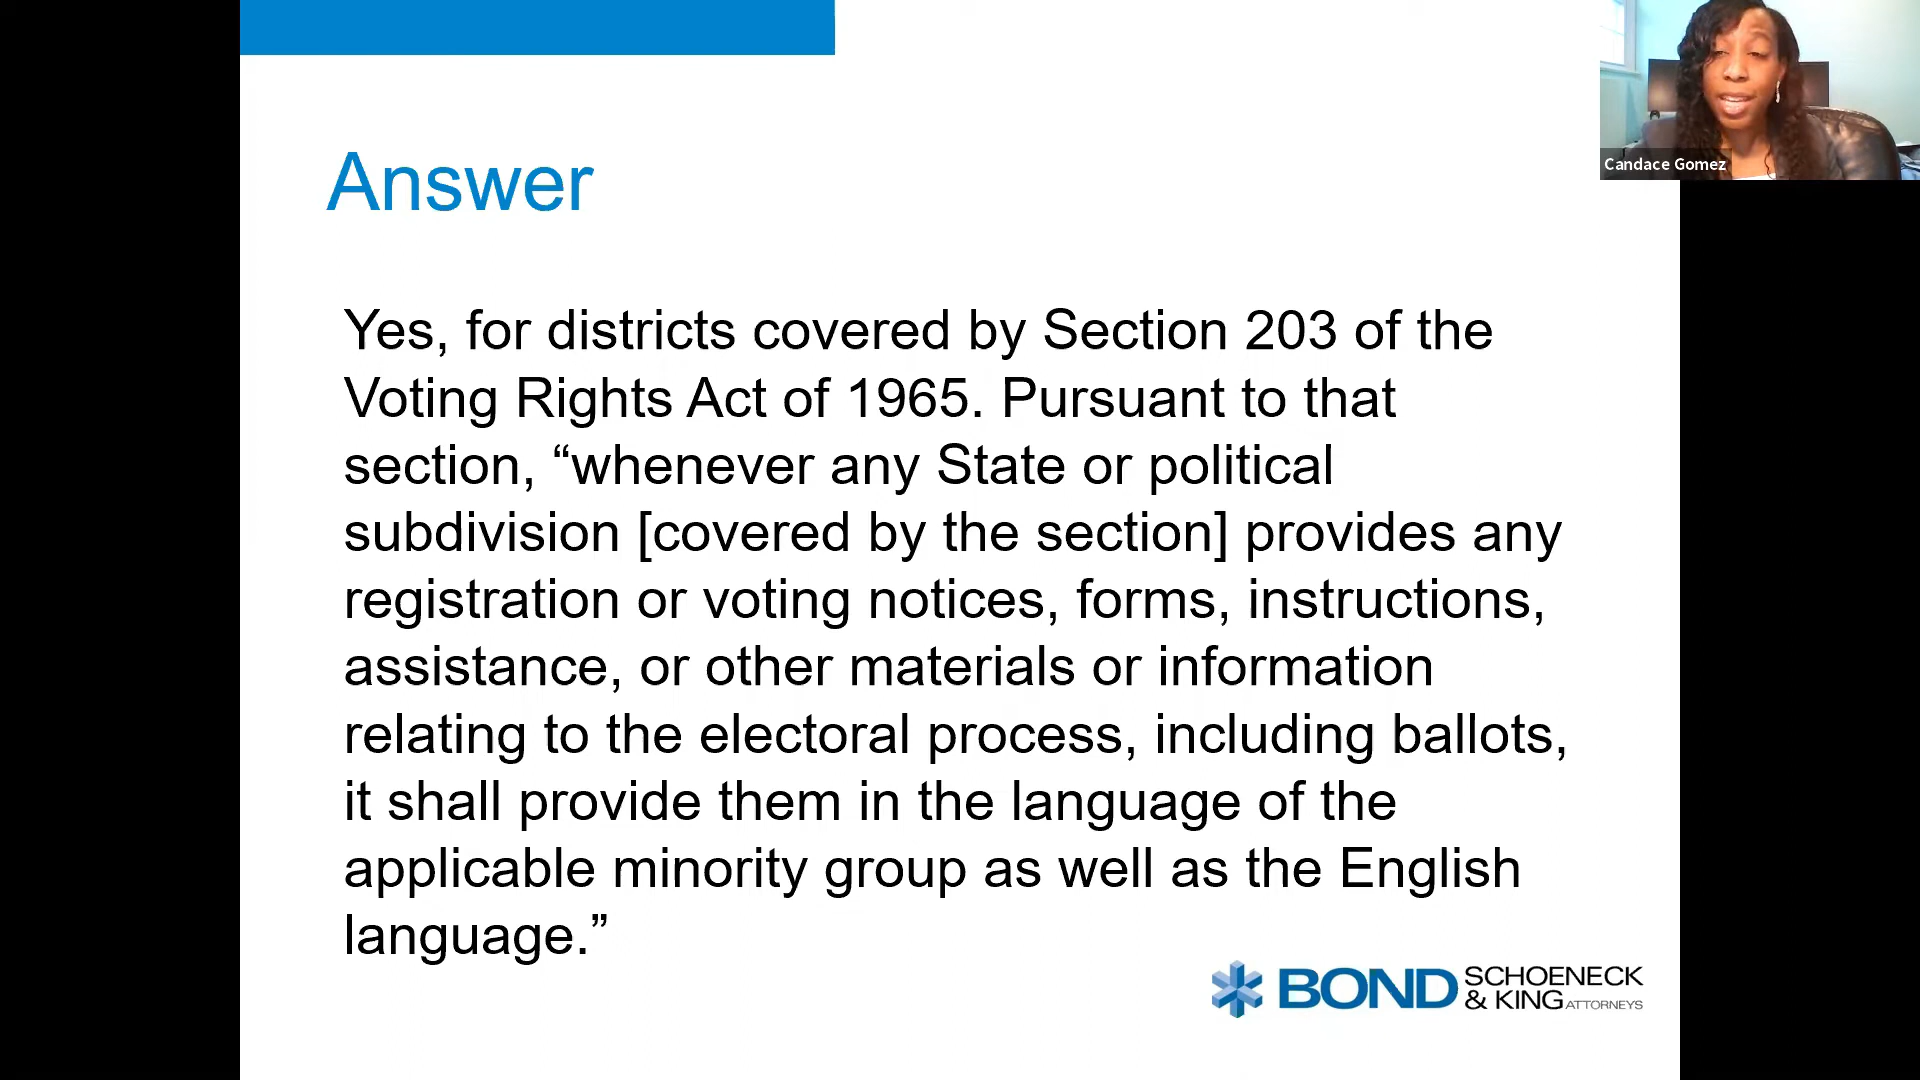 Answer
Candace Gomez
Yes, for districts covered by Section 203 of the
Voting Rights Act of 1965. Pursuant to that
section, “whenever any State or political
subdivision [covered by the section] provides any
registration or voting notices, forms, instructions,
assistance, or other materials or information
relating to the electoral process, including ballots,
it shall provide them in the language of the
applicable minority group as well as the English
language.”
BOND SCHOENECK
& KING ATTORNEYS